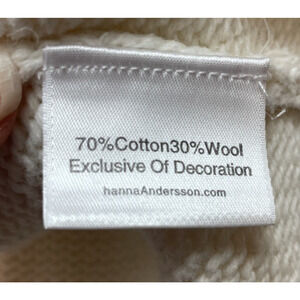 70%Cotton30%Wool
Exclusive Of Decoration
hannaAndersson.com